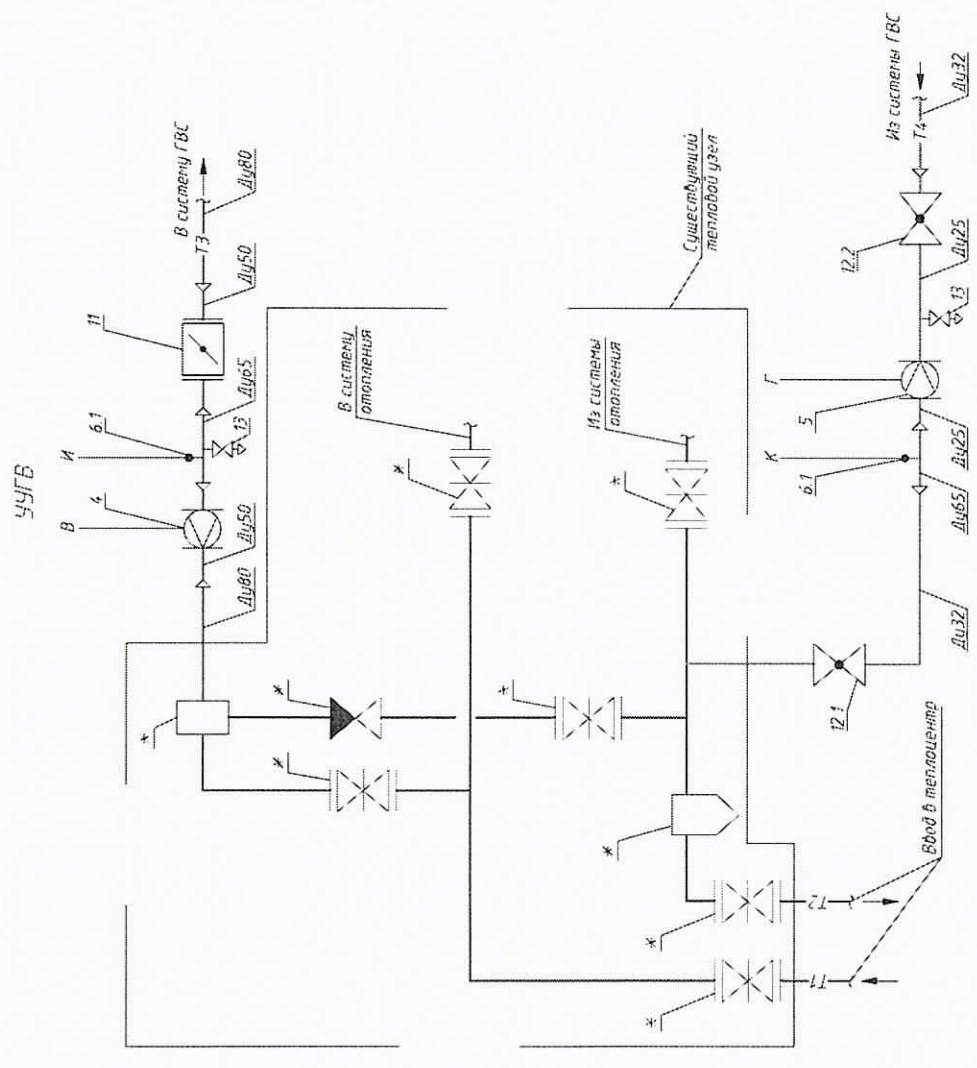 УУГВ
В систему ГВС
Т3
Ду80
Ду50
11
Ду65
6.1
13
И
4
В
Ду50
Ду80
*
*
*
*
В систему
отопления
*
Существующий
тепловой узел
Из системы
отопления
*
*
*
*
Т2
Т1
Ввод в теплоцентр
Из системы ГВС
Т4
Ду32
12.2
Ду25
13
Г
5
Ду25
К
6.1
Ду65
Ду32
12.1